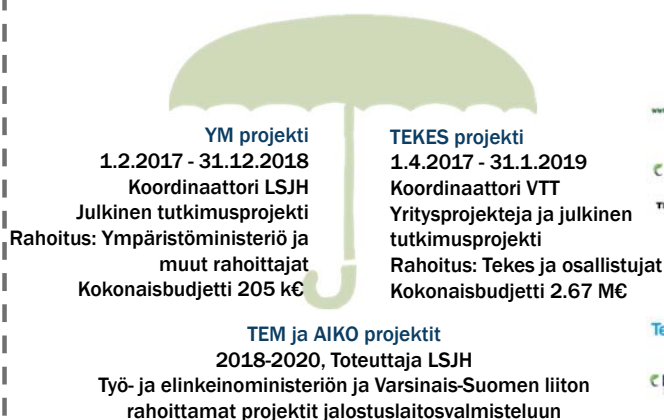 YM projekti
1.2.2017 - 31.12.2018
Koordinaattori LSJH
Julkinen tutkimusprojekti
Rahoitus: Ympäristöministeriö ja
muut rahoittajat
Kokonaisbudjetti 205 k€
TEKES projekti
1.4.2017 - 31.1.2019
Koordinaattori VTT
Yritysprojekteja ja julkinen
tutkimusprojekti
Rahoitus: Tekes ja osallistujat
Kokonaisbudjetti 2.67 M€
TEM ja AIKO projektit
2018-2020, Toteuttaja LSJH
Työ- ja elinkeinoministeriön ja Varsinais-Suomen liiton
rahoittamat projektit jalostuslaitosvalmisteluun